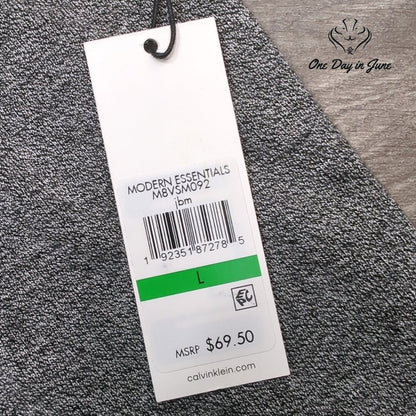 One Day in June
MODERN ESSENTIALS
M8VSM092
jbm
1 92351 87278 5
L
MSRP $69.50
calvinklein.com